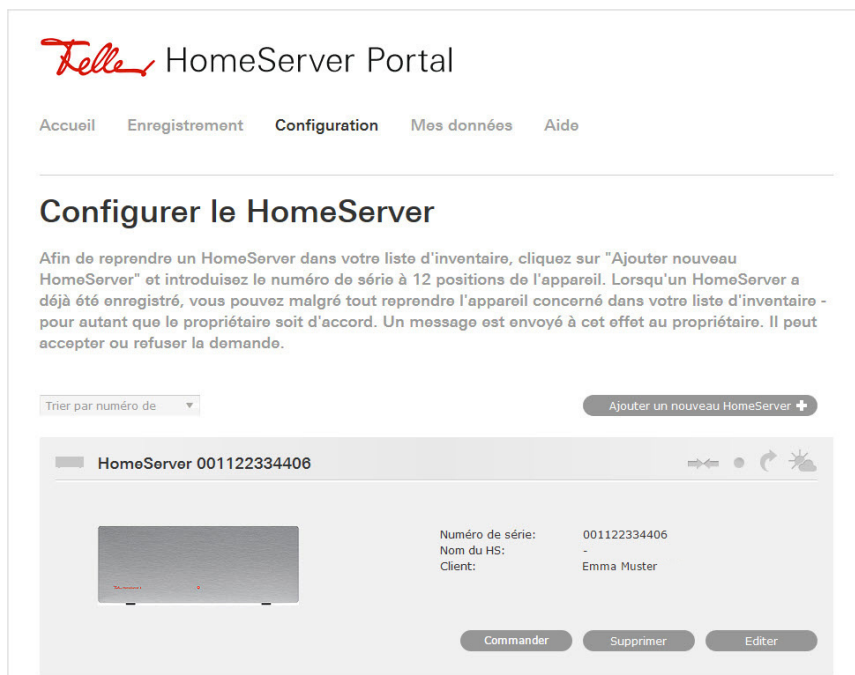 Feller HomeServer Portal
Accueil Enregistrement Configuration Mes données Aide
Configurer le HomeServer
Afin de reprendre un HomeServer dans votre liste d'inventaire, cliquez sur "Ajouter nouveau
HomeServer" et introduisez le numéro de série à 12 positions de l'appareil. Lorsqu'un HomeServer a
déjà été enregistré, vous pouvez malgré tout reprendre l'appareil concerné dans votre liste d'inventaire -
pour autant que le propriétaire soit d'accord. Un message est envoyé à cet effet au propriétaire. Il peut
accepter ou refuser la demande.
Trier par numéro de
Ajouter un nouveau HomeServer
HomeServer 001122334406
Numéro de série: 001122334406
Nom du HS: -
Client: Emma Muster
Commander Supprimer Editer